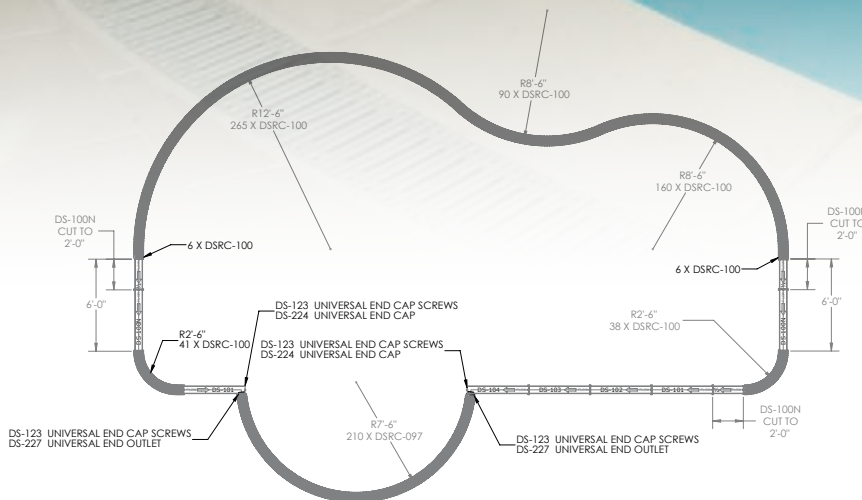 R8'-6"
90 X DSRC-100
R12'-6"
265 X DSRC-100
R8'-6"
160 X DSRC-100
DS-100N
CUT TO
2'-0"
CUT TO
2'-0"
6 X DSRC-100
6 X DSRC-100
6'-0"
6'-0"
DS-100N
DS-100N
DS-123 UNIVERSAL END CAP SCREWS
DS-224 UNIVERSAL END CAP
R2'-6"
38 X DSRC-100
R2'-6"
41 X DSRC-100
DS-123 UNIVERSAL END CAP SCREWS
DS-224 UNIVERSAL END CAP
DS-101
DS-104
DS-103
DS-102
DS-101
DS-100N
CUT TO
2'-0"
R7'-6"
210 X DSRC-097
DS-123 UNIVERSAL END CAP SCREWS
DS-227 UNIVERSAL END OUTLET
DS-123 UNIVERSAL END CAP SCREWS
DS-227 UNIVERSAL END OUTLET